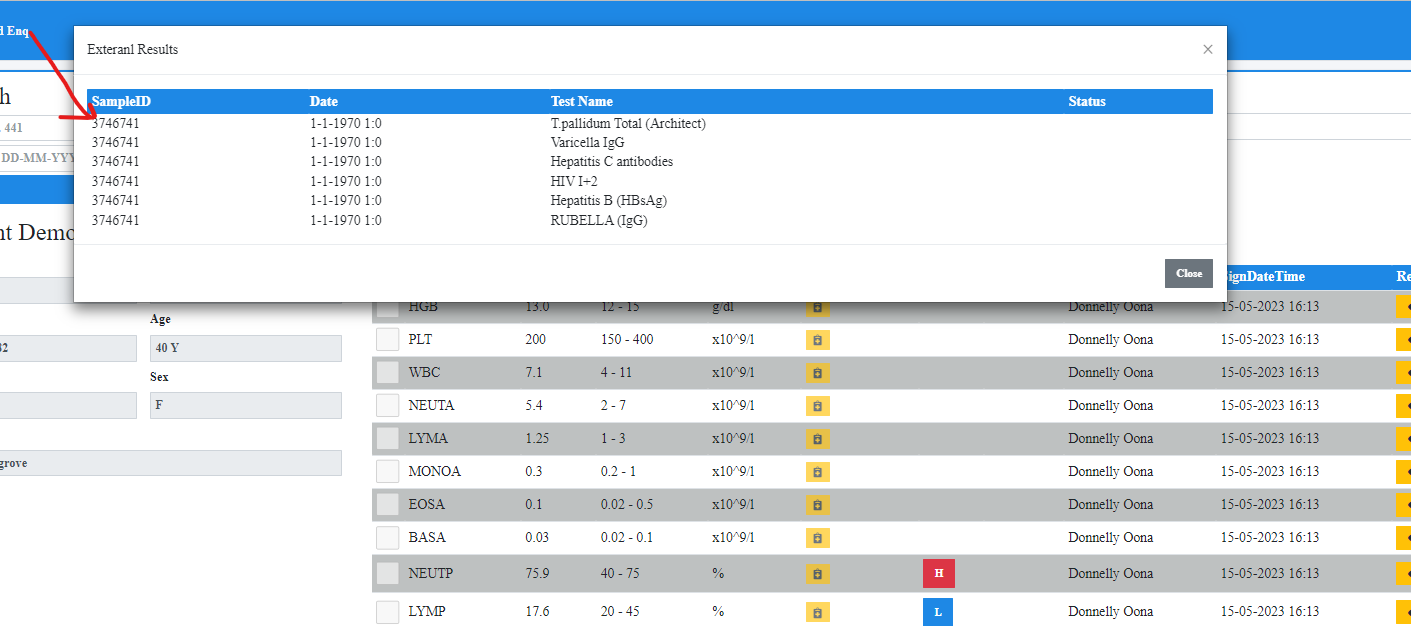 d Enq
Exteranl Results
×
SampleID Date Test Name Status
3746741 1-1-1970 1:0 T.pallidum Total (Architect)
3746741 1-1-1970 1:0 Varicella IgG
3746741 1-1-1970 1:0 Hepatitis C antibodies
3746741 1-1-1970 1:0 HIV I+2
3746741 1-1-1970 1:0 Hepatitis B (HBsAg)
3746741 1-1-1970 1:0 RUBELLA (IgG)
Close
h
441
DD-MM-YYY
nt Demo
Age
32 40 Y
Sex
F
grove
ignDateTime Re
HGB 13.0 12 - 15 g/dl Donnelly Oona 15-05-2023 16:13
PLT 200 150 - 400 x10^9/l Donnelly Oona 15-05-2023 16:13
WBC 7.1 4 - 11 x10^9/l Donnelly Oona 15-05-2023 16:13
NEUTA 5.4 2 - 7 x10^9/l Donnelly Oona 15-05-2023 16:13
LYMA 1.25 1 - 3 x10^9/l Donnelly Oona 15-05-2023 16:13
MONOA 0.3 0.2 - 1 x10^9/l Donnelly Oona 15-05-2023 16:13
EOSA 0.1 0.02 - 0.5 x10^9/l Donnelly Oona 15-05-2023 16:13
BASA 0.03 0.02 - 0.1 x10^9/l Donnelly Oona 15-05-2023 16:13
NEUTP 75.9 40 - 75 % H Donnelly Oona 15-05-2023 16:13
LYMP 17.6 20 - 45 % L Donnelly Oona 15-05-2023 16:13